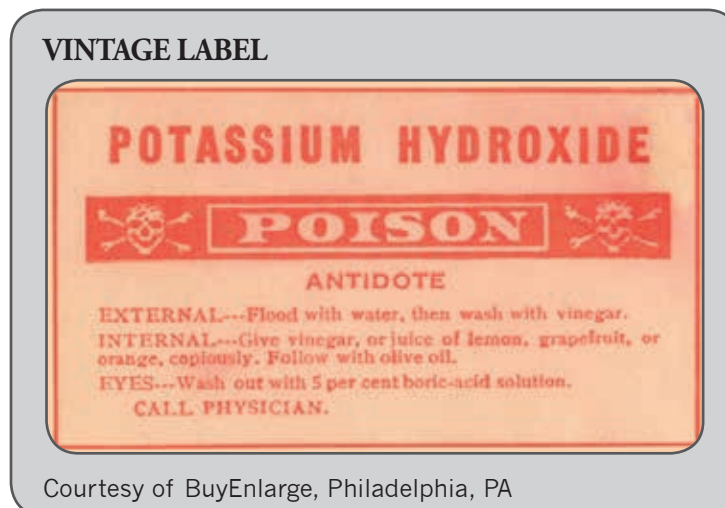 VINTAGE LABEL
POTASSIUM HYDROXIDE
POISON
ANTIDOTE
EXTERNAL---Flood with water, then wash with vinegar.
INTERNAL---Give vinegar, or juice of lemon, grapefruit, or
orange, copiously. Follow with olive oil.
EYES---Wash out with 5 per cent boric-acid solution.
CALL PHYSICIAN.
Courtesy of BuyEnlarge, Philadelphia, PA